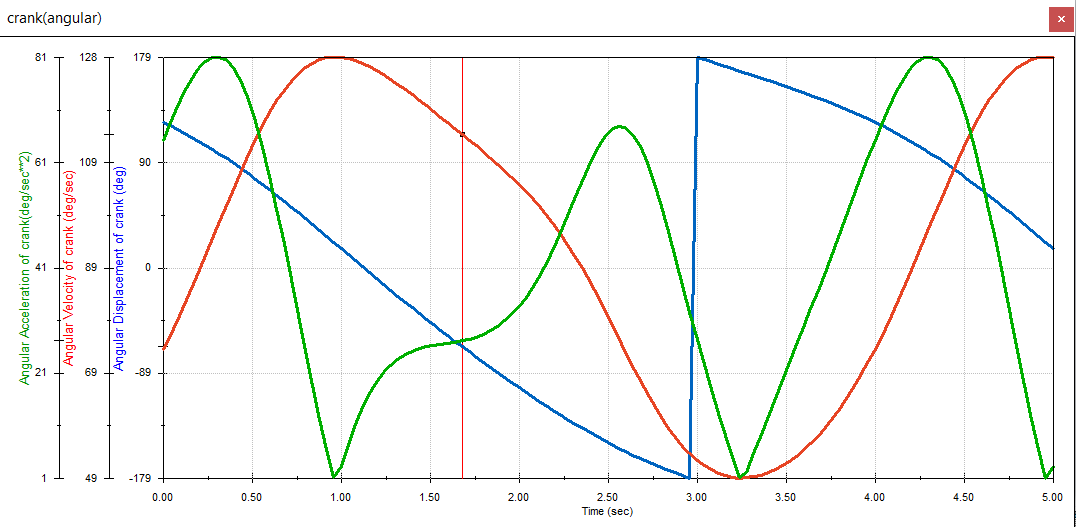 crank(angular)
Angular Acceleration of crank(deg/sec**2)
81
61
41
21
1
Angular Velocity of crank (deg/sec)
128
109
89
69
49
Angular Displacement of crank (deg)
179
90
0
-89
-179
0.00 0.50 1.00 1.50 2.00 2.50 3.00 3.50 4.00 4.50 5.00
Time (sec)